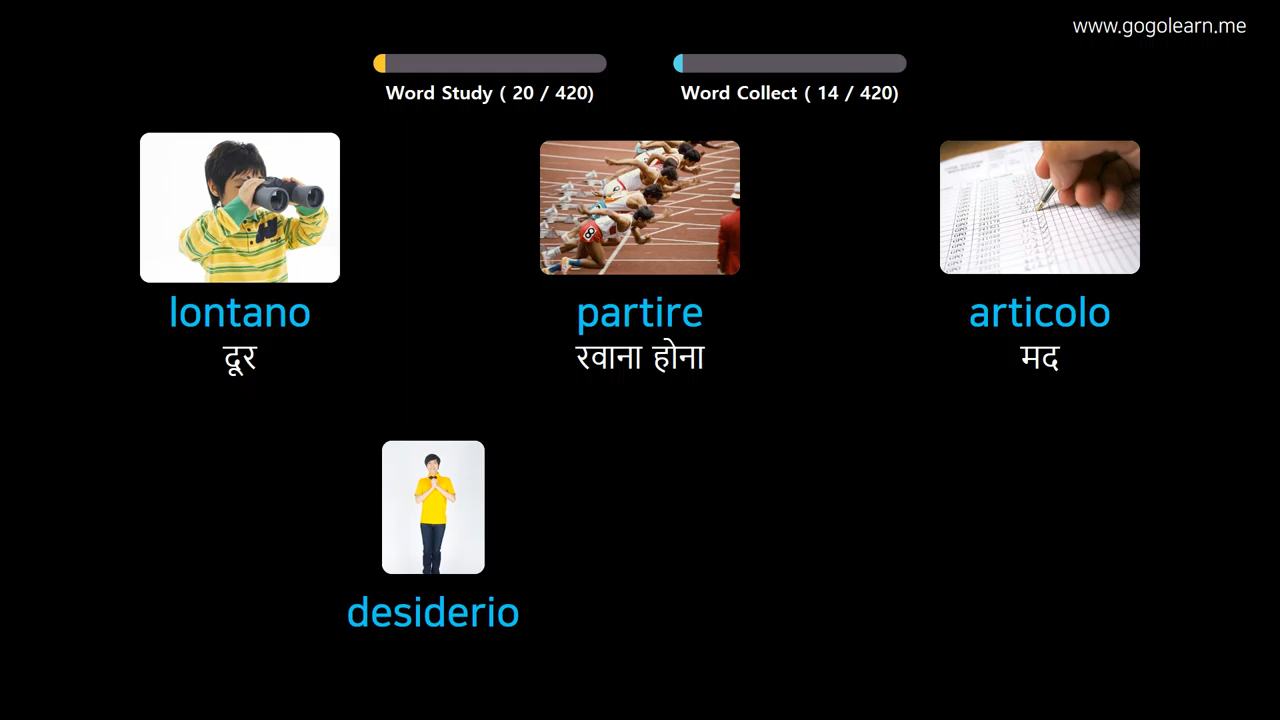 www.gogolearn.me
Word Study ( 20 / 420)
Word Collect ( 14 / 420)
lontano
partire
articolo
दूर
रवाना होना
मद
desiderio